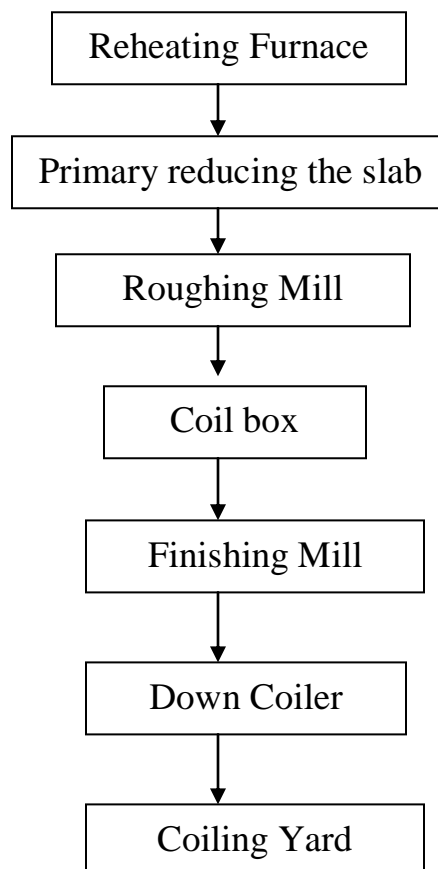 Reheating Furnace
Primary reducing the slab
Roughing Mill
Coil box
Finishing Mill
Down Coiler
Coiling Yard